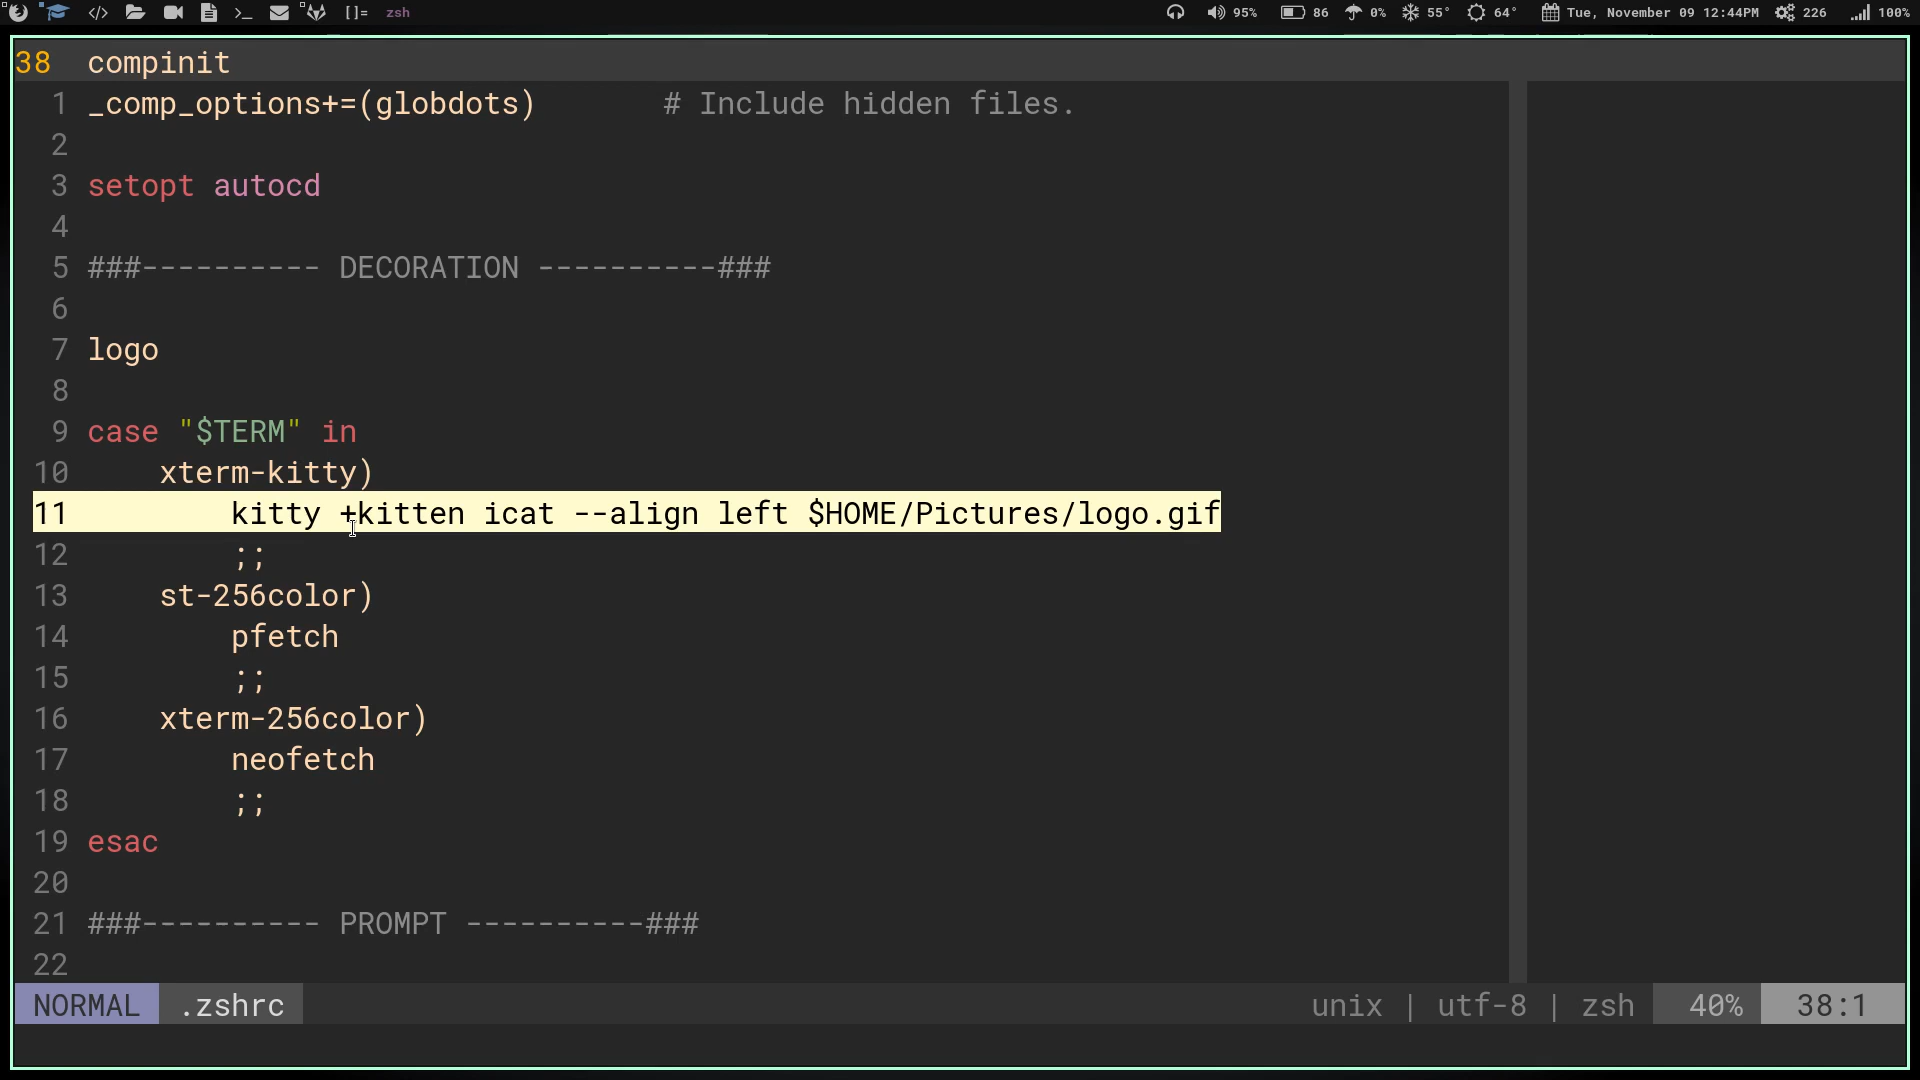 </> >_ []= zsh 95% 86 0% 55° 64° Tue, November 09 12:44PM 226 100%
38 compinit
1 _comp_options+=(globdots) # Include hidden files.
2
3 setopt autocd
4
5 ###---------- DECORATION ----------###
6
7 logo
8
9 case "$TERM" in
10 xterm-kitty)
11 kitty +kitten icat --align left $HOME/Pictures/logo.gif
12 ;;
13 st-256color)
14 pfetch
15 ;;
16 xterm-256color)
17 neofetch
18 ;;
19 esac
20
21 ###---------- PROMPT ----------###
22
NORMAL .zshrc unix | utf-8 | zsh 40% 38:1